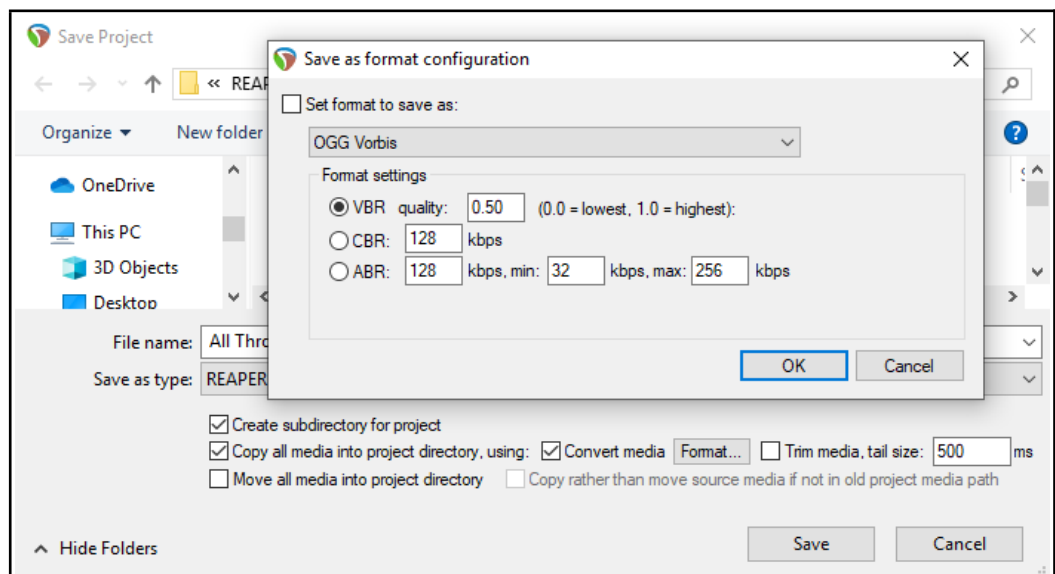 Save Project
Save as format configuration
« REAP
Set format to save as:
Organize New folder
OGG Vorbis
OneDrive
Format settings
VBR quality: 0.50 (0.0 = lowest, 1.0 = highest):
This PC
CBR: 128 kbps
3D Objects
ABR: 128 kbps, min: 32 kbps, max: 256 kbps
Desktop
File name: All Thro
OK Cancel
Save as type: REAPER
Create subdirectory for project
Copy all media into project directory, using: Convert media Format... Trim media, tail size: 500 ms
Move all media into project directory Copy rather than move source media if not in old project media path
Hide Folders
Save Cancel